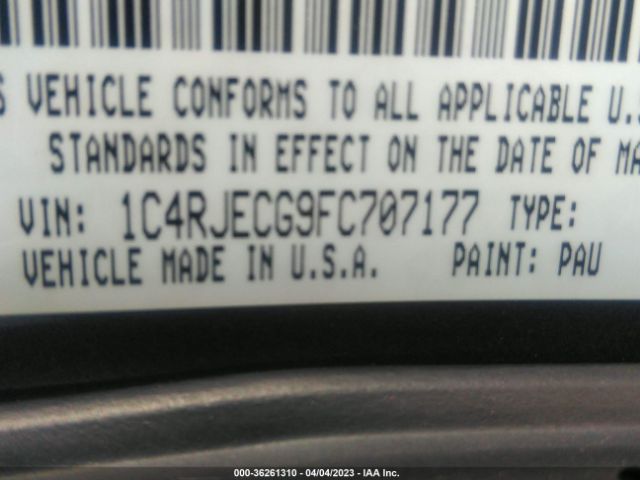 S VEHICLE CONFORMS TO ALL APPLICABLE U.S
STANDARDS IN EFFECT ON THE DATE OF MA
VIN: 1C4RJECG9FC707177 TYPE:
VEHICLE MADE IN U.S.A. PAINT: PAU
000-36261310 - 04/04/2023 - IAA Inc.